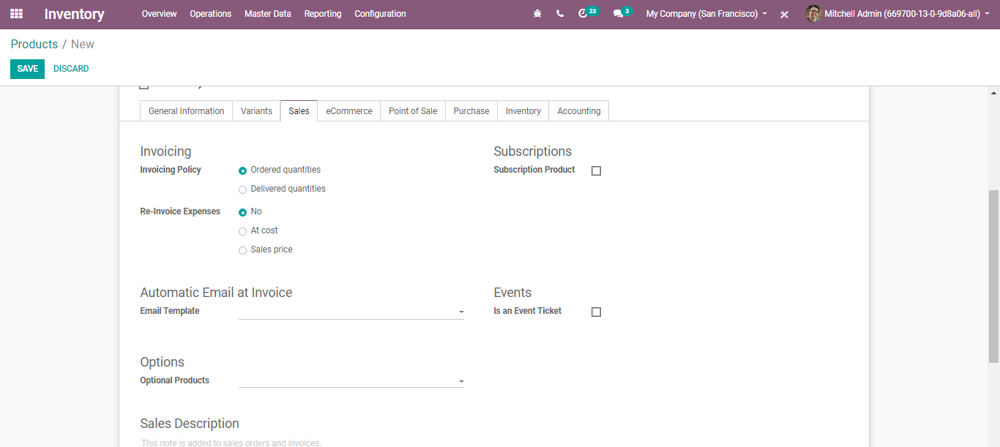 Inventory Overview Operations Master Data Reporting Configuration 23 3 My Company (San Francisco) Mitchell Admin (669700-13-0-9d8a06-all)
Products / New
SAVE DISCARD
General Information Variants Sales eCommerce Point of Sale Purchase Inventory Accounting
Invoicing Subscriptions
Invoicing Policy Ordered quantities Subscription Product
Delivered quantities
Re-Invoice Expenses No
At cost
Sales price
Automatic Email at Invoice Events
Email Template Is an Event Ticket
Options
Optional Products
Sales Description
This note is added to sales orders and invoices.